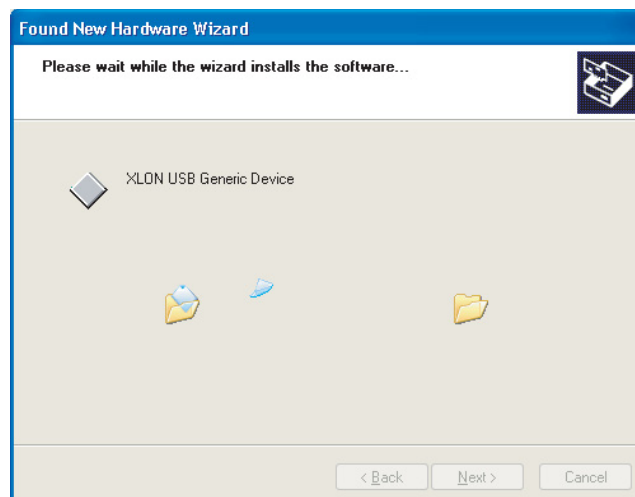 Found New Hardware Wizard
Please wait while the wizard installs the software...
XLON USB Generic Device
< Back
Next >
Cancel